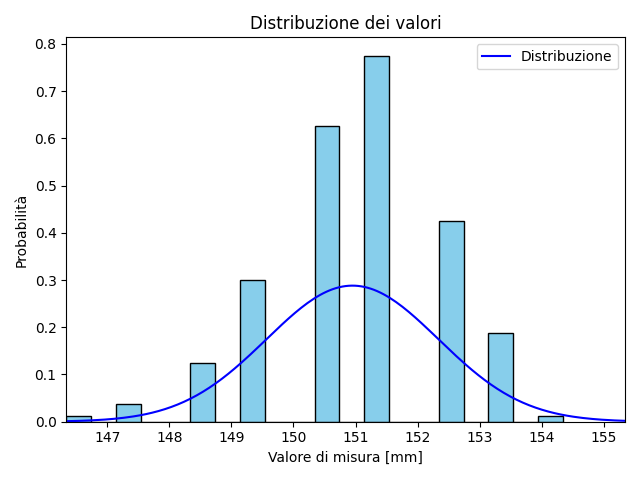 Distribuzione dei valori
Distribuzione
0.8
0.7
0.6
0.5
0.4
0.3
0.2
0.1
0.0
Probabilità
147 148 149 150 151 152 153 154 155
Valore di misura [mm]